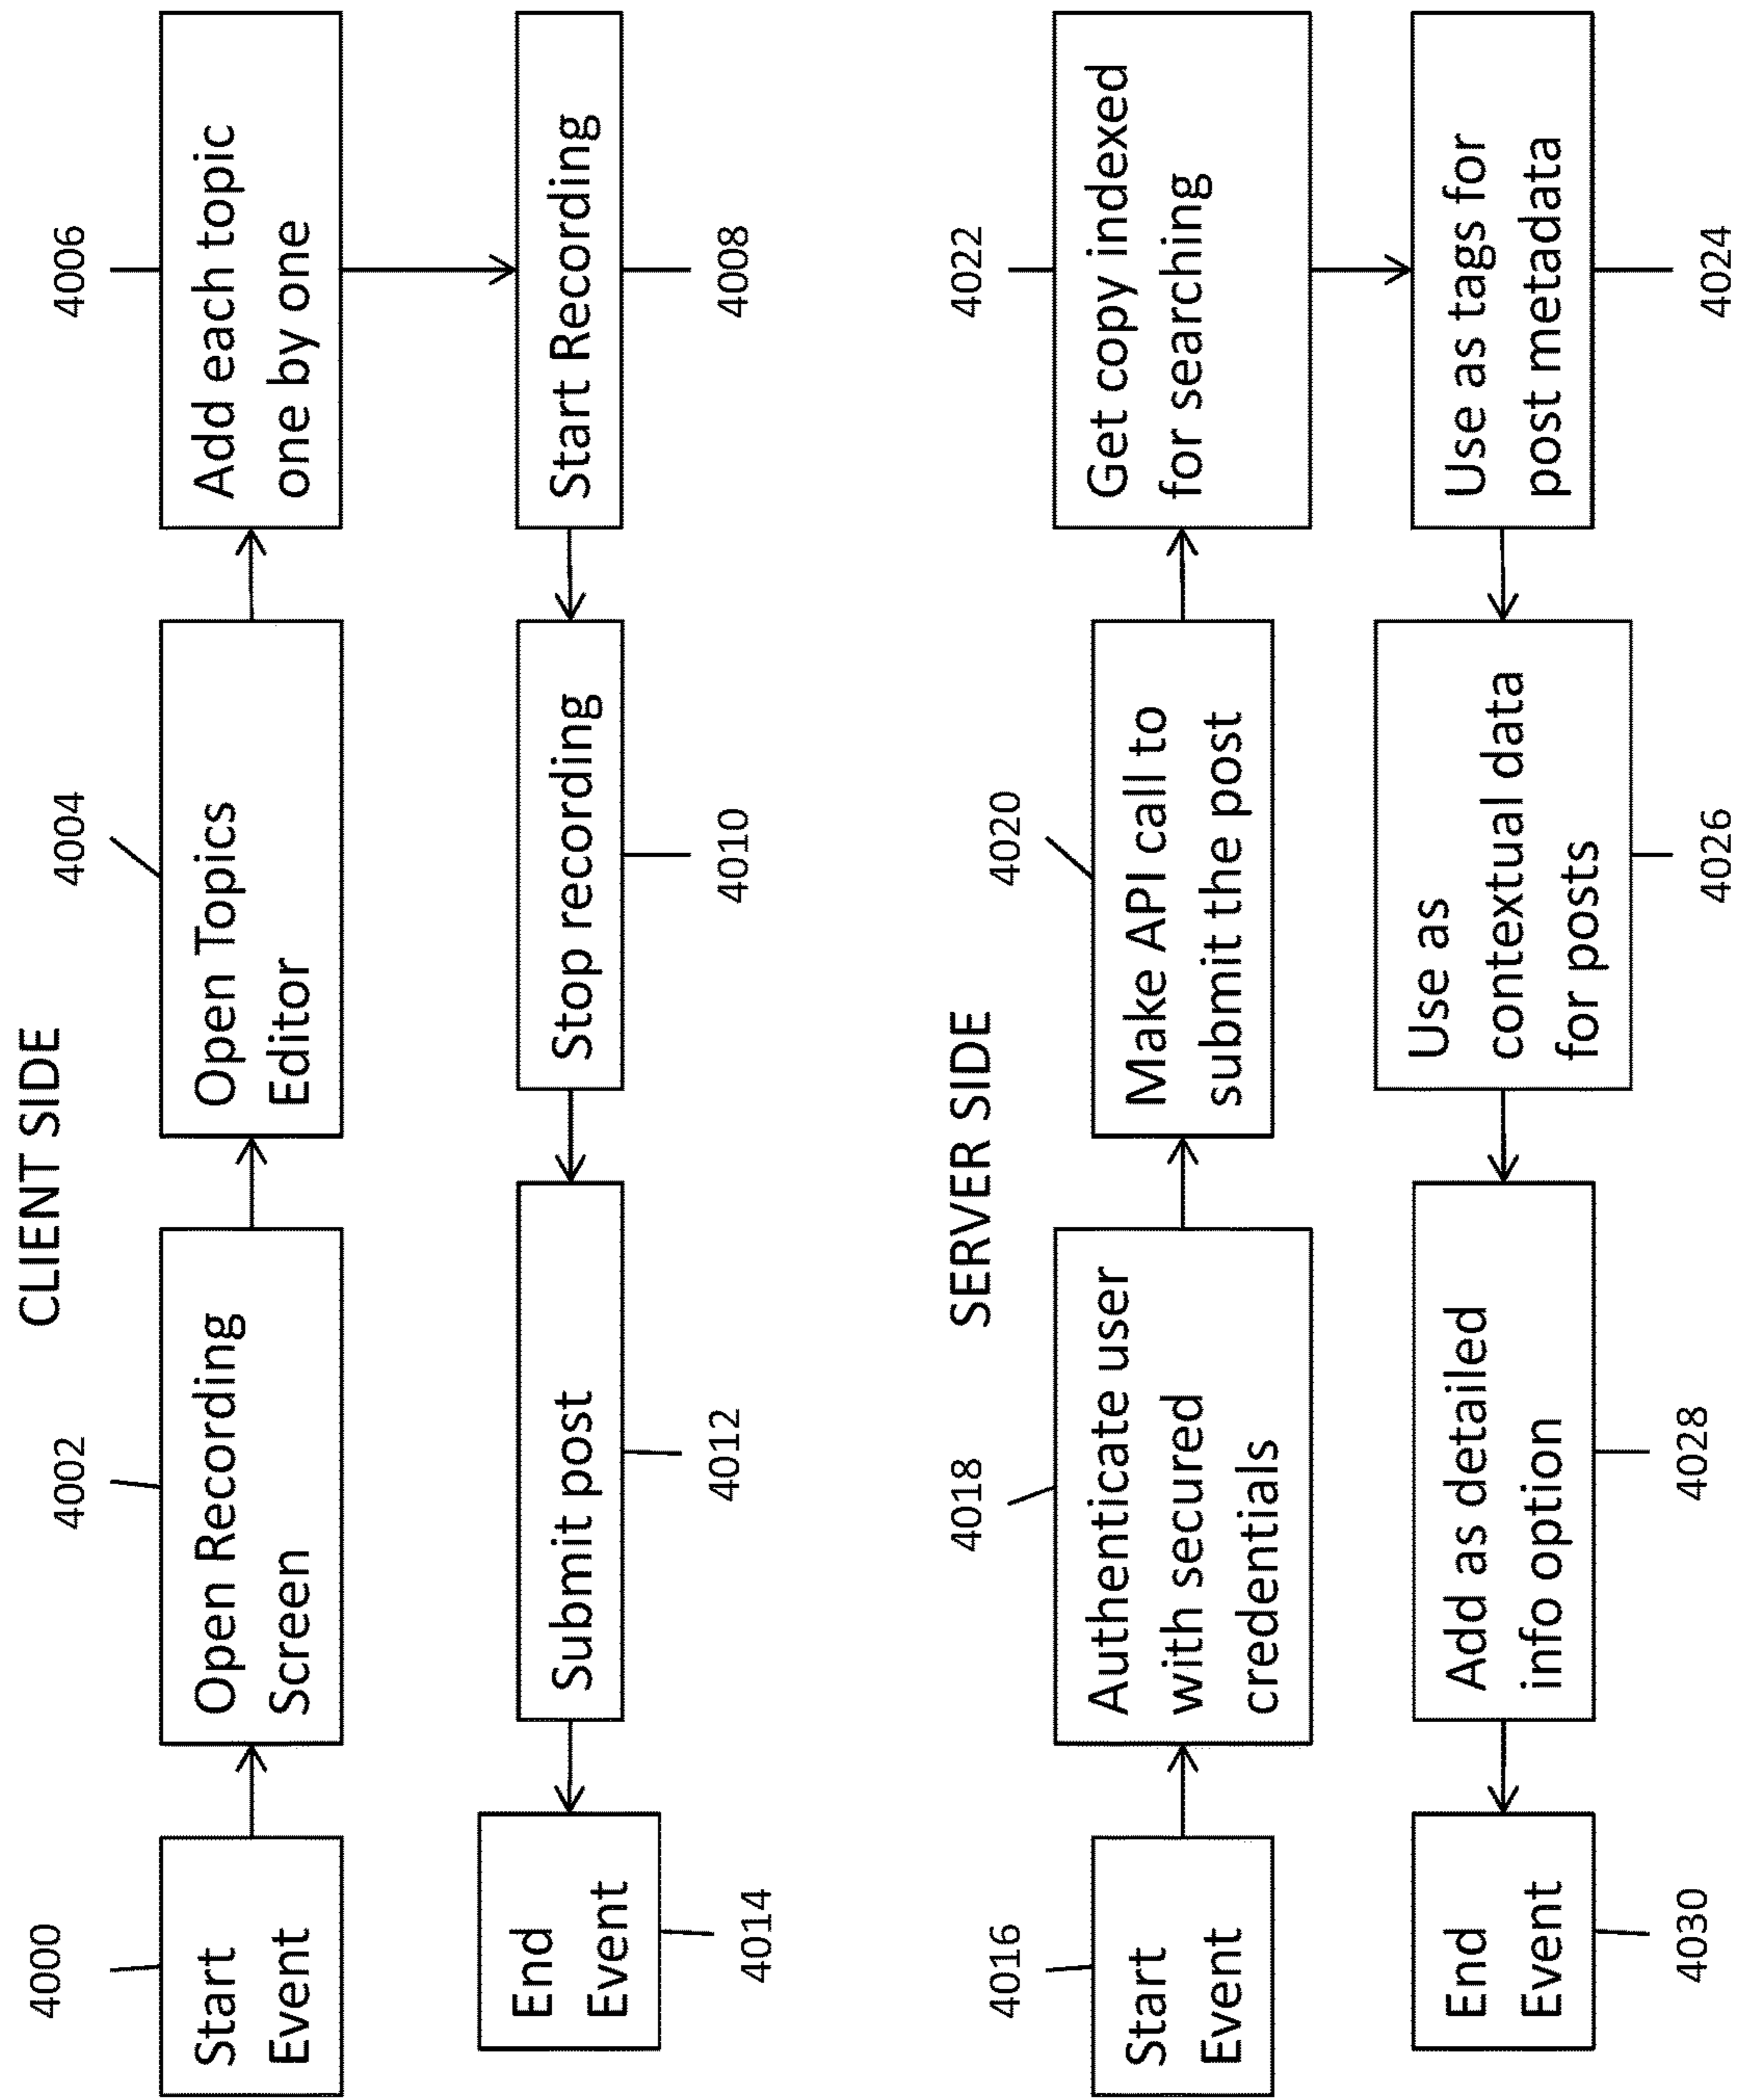 CLIENT SIDE
4000
Start
Event
4002
Open Recording
Screen
4004
Open Topics
Editor
4006
Add each topic
one by one
Start Recording
4008
Stop recording
4010
Submit post
4012
End
Event
4014
SERVER SIDE
4016
Start
Event
4018
Authenticate user
with secured
credentials
4020
Make API call to
submit the post
4022
Get copy indexed
for searching
Use as tags for
post metadata
4024
Use as
contextual data
for posts
4026
Add as detailed
info option
4028
End
Event
4030